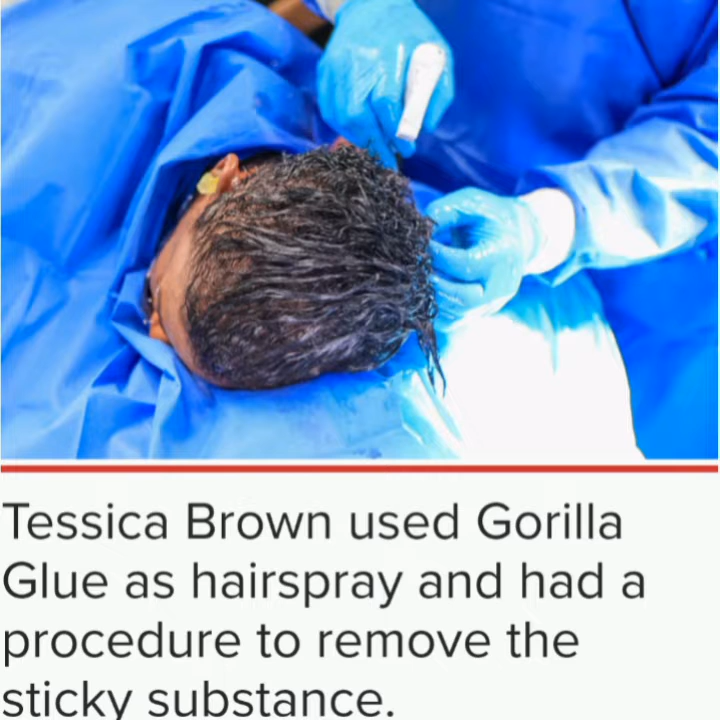 Tessica Brown used Gorilla
Glue as hairspray and had a
procedure to remove the
sticky substance.